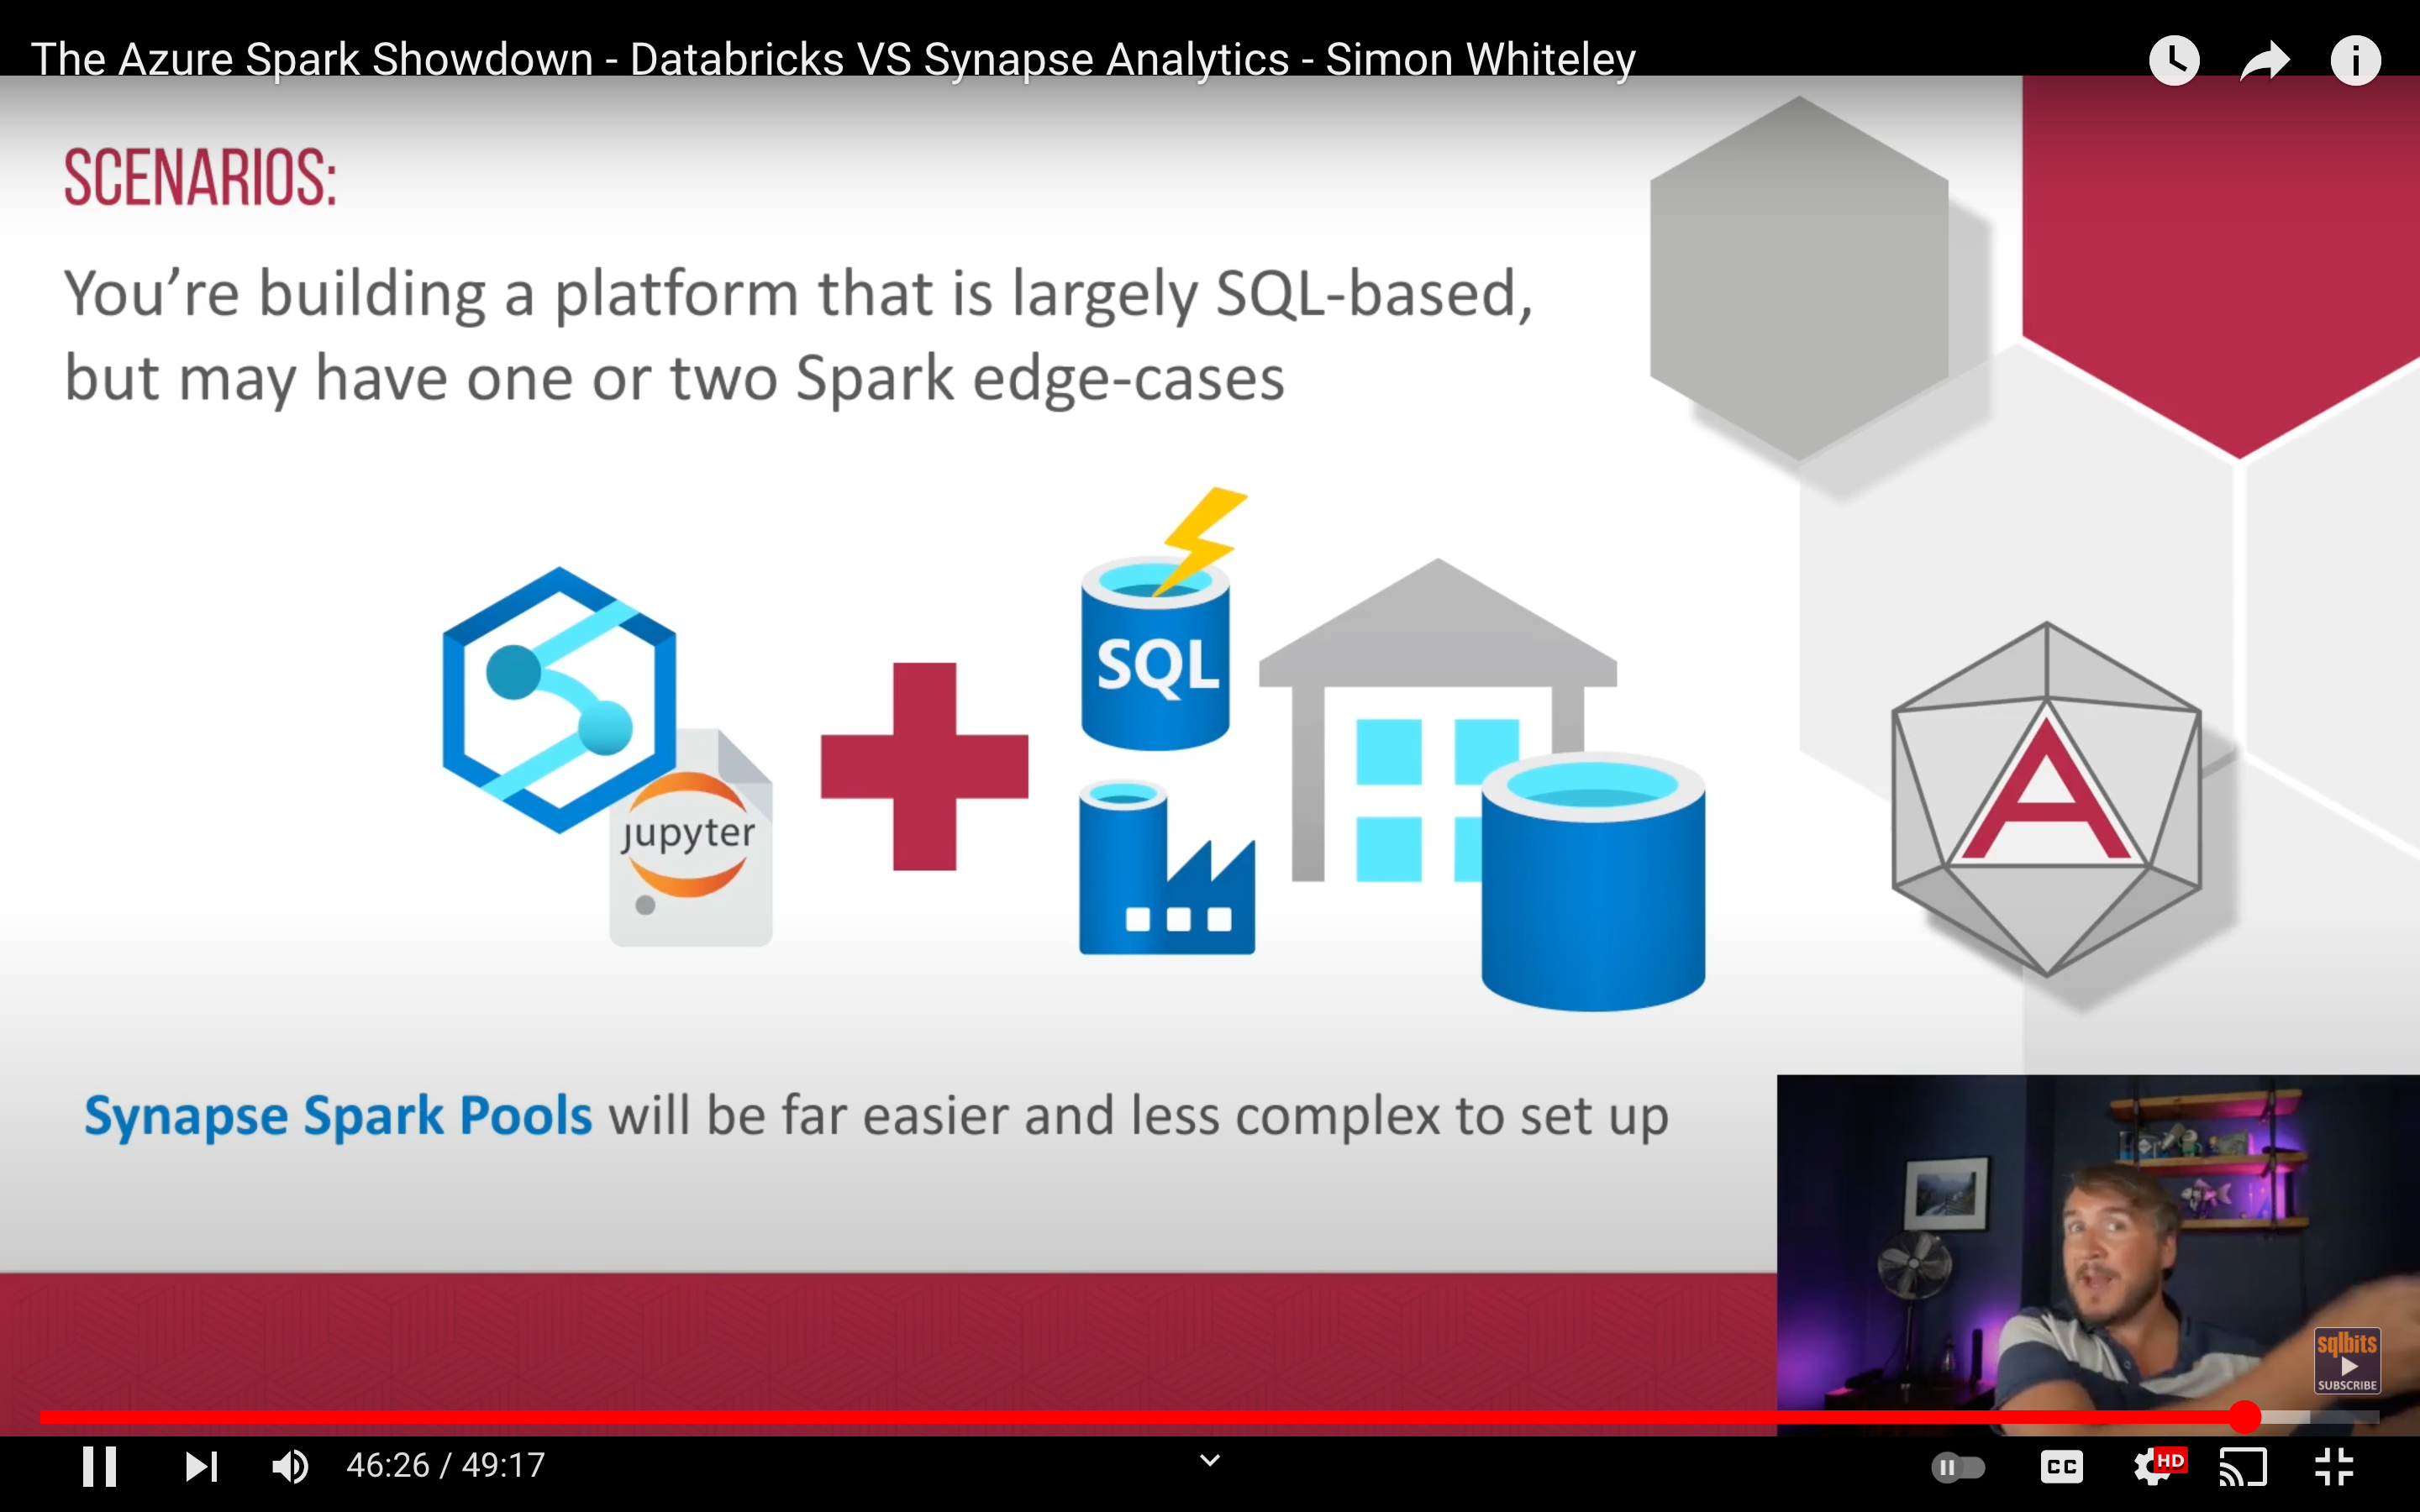 The Azure Spark Showdown - Databricks VS Synapse Analytics - Simon Whiteley
SCENARIOS:
You’re building a platform that is largely SQL-based,
but may have one or two Spark edge-cases
SQL
jupyter
A
Synapse Spark Pools will be far easier and less complex to set up
sqlbits
SUBSCRIBE
46:26 / 49:17
CC
HD